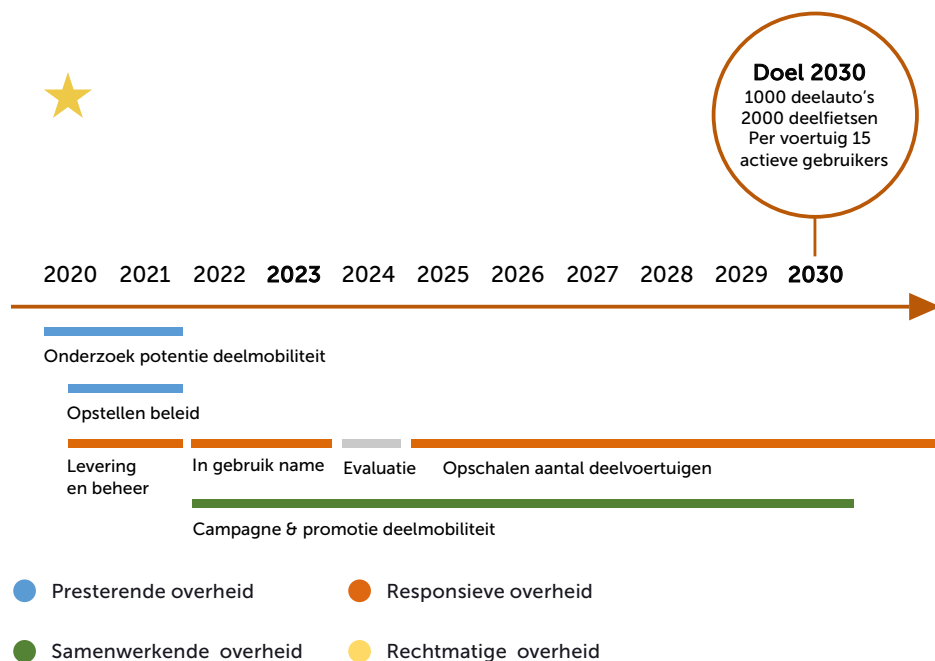 Doel 2030
1000 deelauto's
2000 deelfietsen
Per voertuig 15
actieve gebruikers
2020 2021 2022 2023 2024 2025 2026 2027 2028 2029 2030
Onderzoek potentie deelmobiliteit
Opstellen beleid
Levering
en beheer
In gebruik name
Evaluatie
Opschalen aantal deelvoertuigen
Campagne & promotie deelmobiliteit
Presterende overheid
Responsieve overheid
Samenwerkende overheid
Rechtmatige overheid